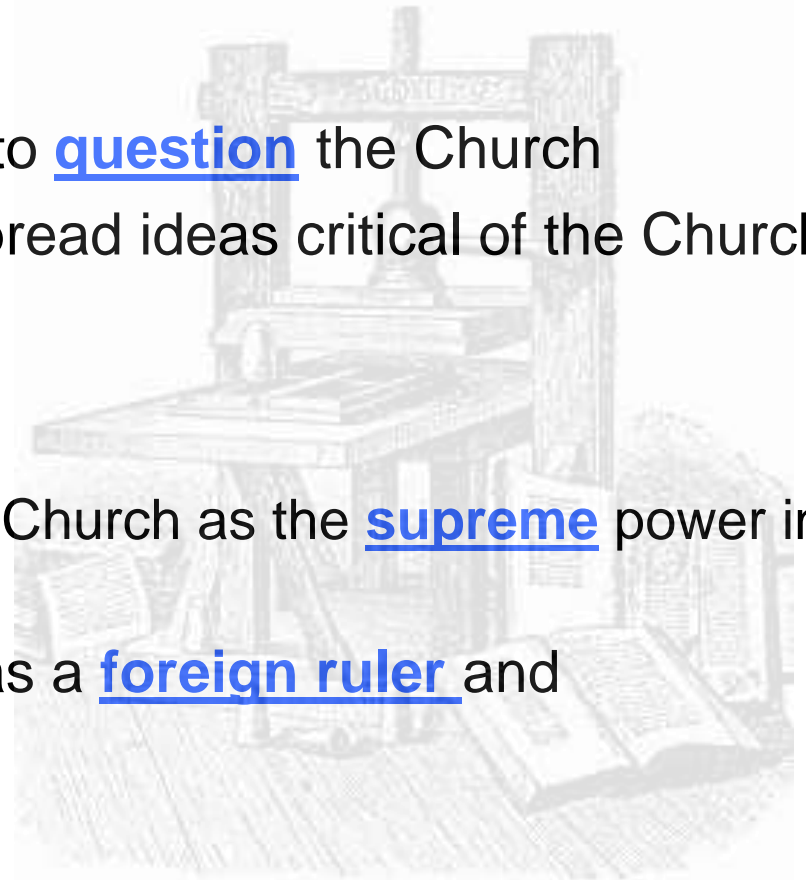 to question the Church
pread ideas critical of the Church
Church as the supreme power in
as a foreign ruler and